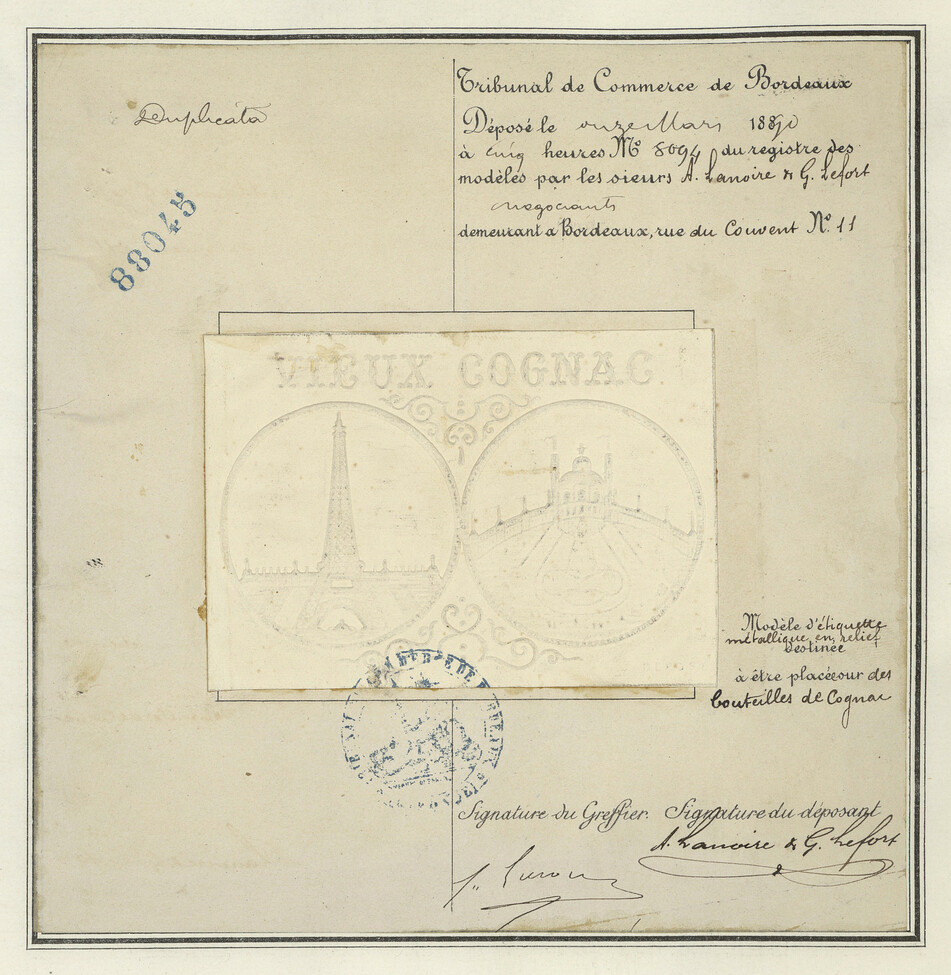 Duplicata
88045
Tribunal de Commerce de Bordeaux
Déposé le onze Mars 1890
à cinq heures Nº 8094 du registre des
modèles par les sieurs A. Lanoire & G. Lefort
negociants
demeurant à Bordeaux, rue du Couvent Nº 11
VIEUX COGNAC
Modèle d'étiquette
métallique en relief
destinée
à être placée sur des
bouteilles de Cognac
Signature du Greffier. Signature du déposant
A. Lanoire & G. Lefort